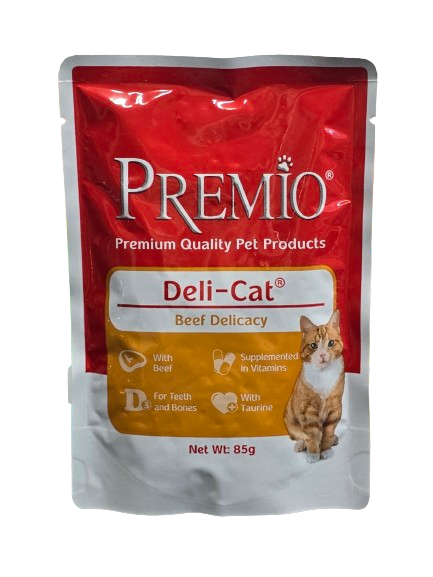 PREMIO®
Premium Quality Pet Products
Deli-Cat®
Beef Delicacy
With
Beef
Supplemented
in Vitamins
D3
For Teeth
and Bones
With
Taurine
Net Wt: 85g